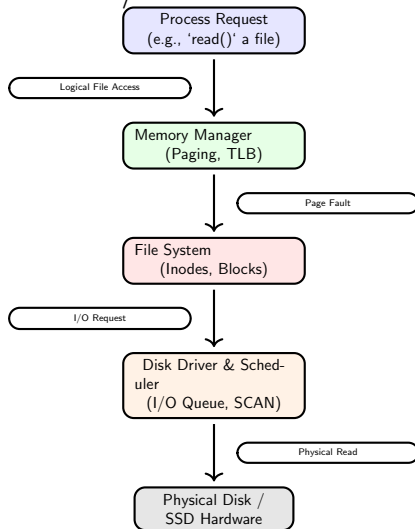 Process Request
(e.g., ‘read()‘ a file)
Logical File Access
Memory Manager
(Paging, TLB)
Page Fault
File System
(Inodes, Blocks)
I/O Request
Disk Driver & Sched-
uler
(I/O Queue, SCAN)
Physical Read
Physical Disk /
SSD Hardware